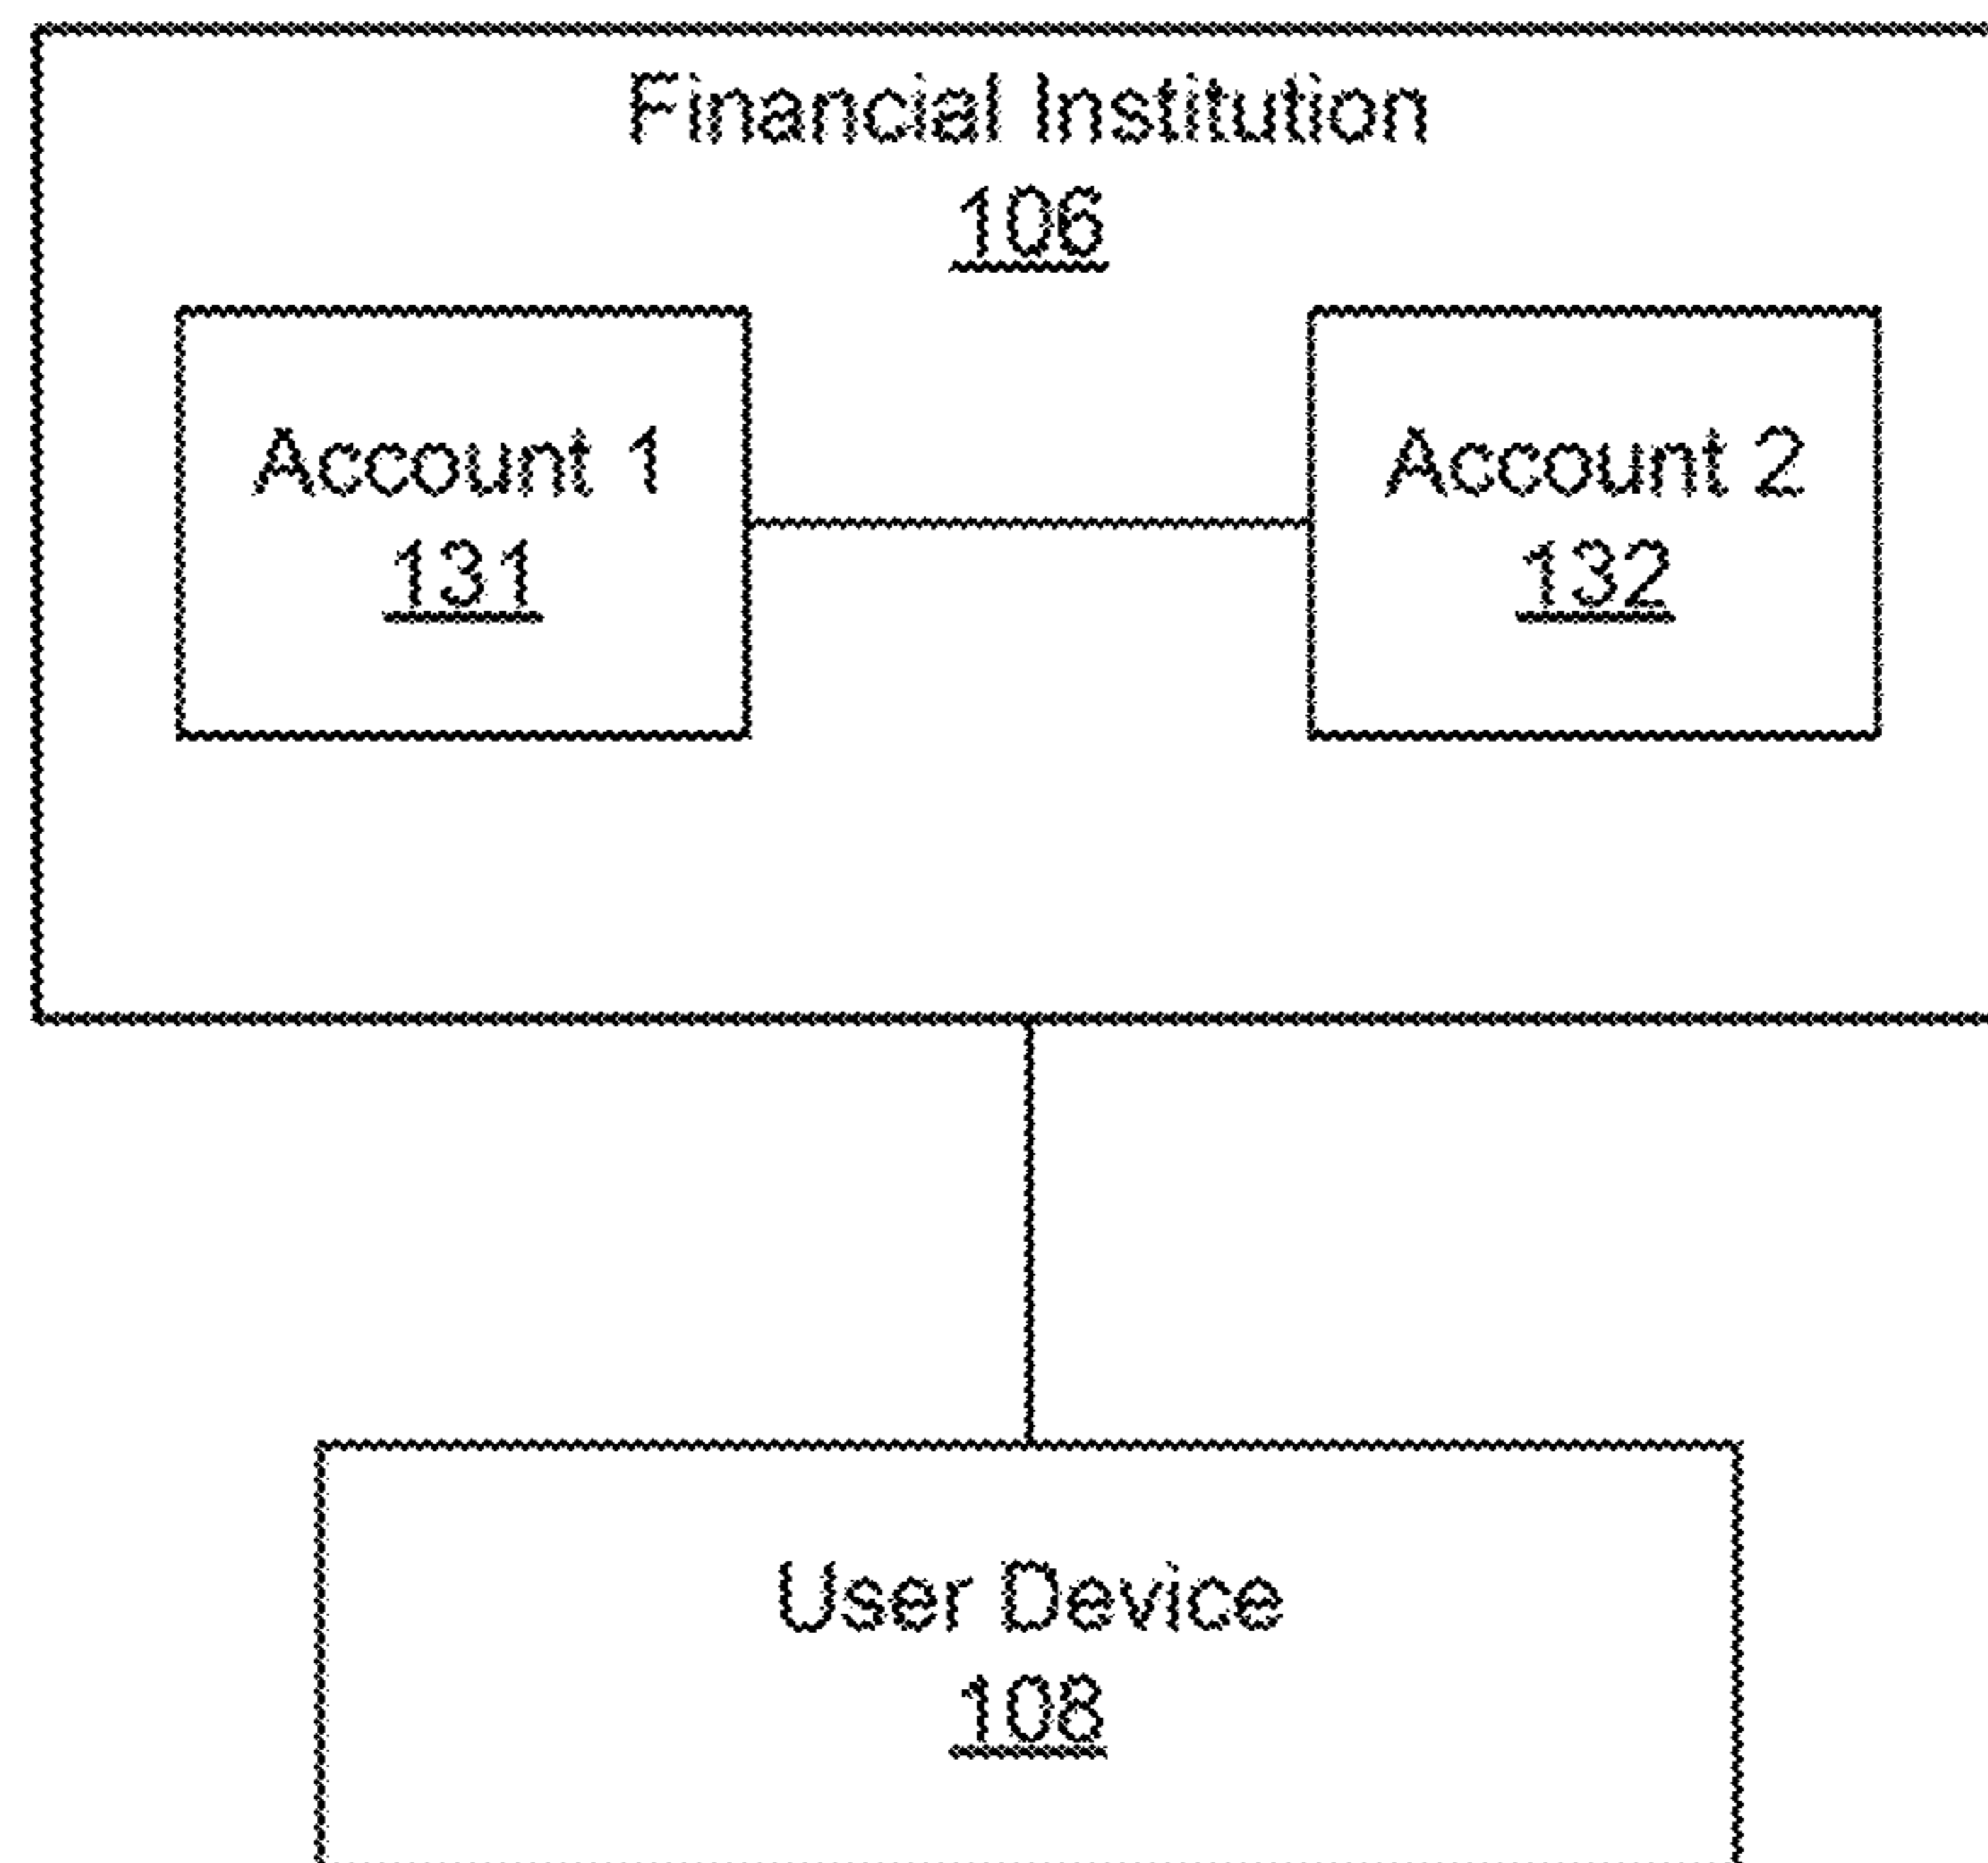 Financial Institution
106
Account 1
131
Account 2
132
User Device
108